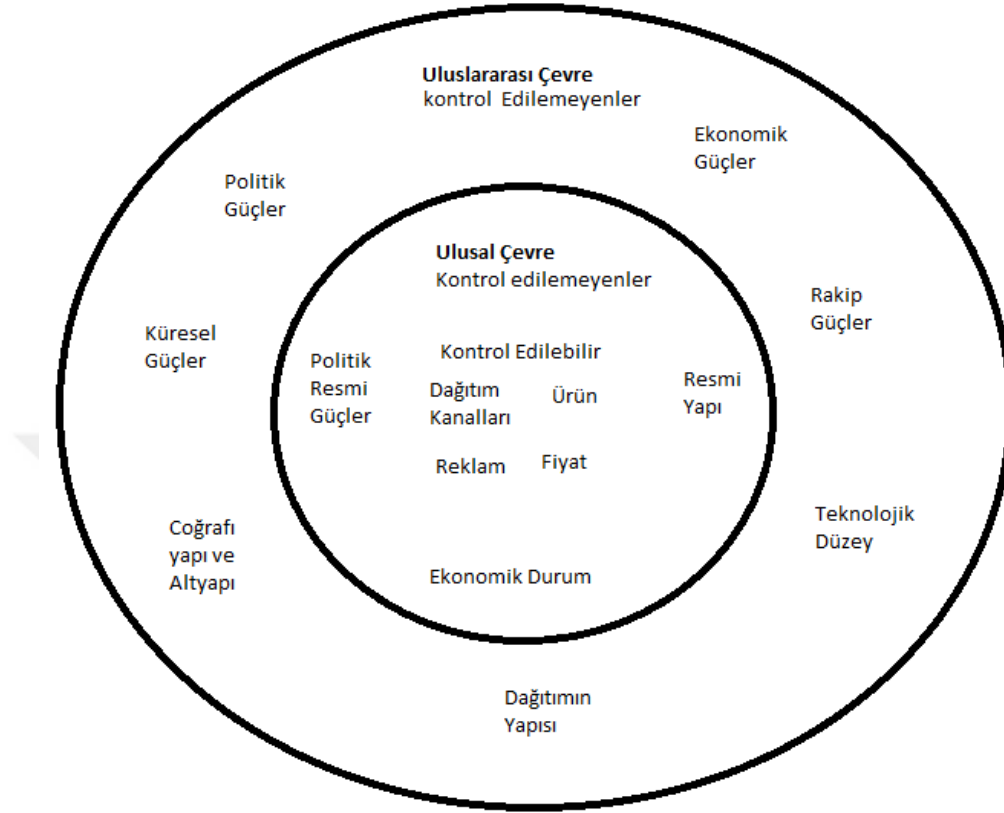 Uluslararası Çevre
kontrol Edilemeyenler
Ekonomik
Güçler
Politik
Güçler
Ulusal Çevre
Kontrol edilemeyenler
Rakip
Güçler
Küresel
Güçler
Politik
Resmi
Güçler
Kontrol Edilebilir
Dağıtım
Kanalları
Ürün
Resmi
Yapı
Reklam
Fiyat
Teknolojik
Düzey
Coğrafı
yapı ve
Altyapı
Ekonomik Durum
Dağıtımın
Yapısı